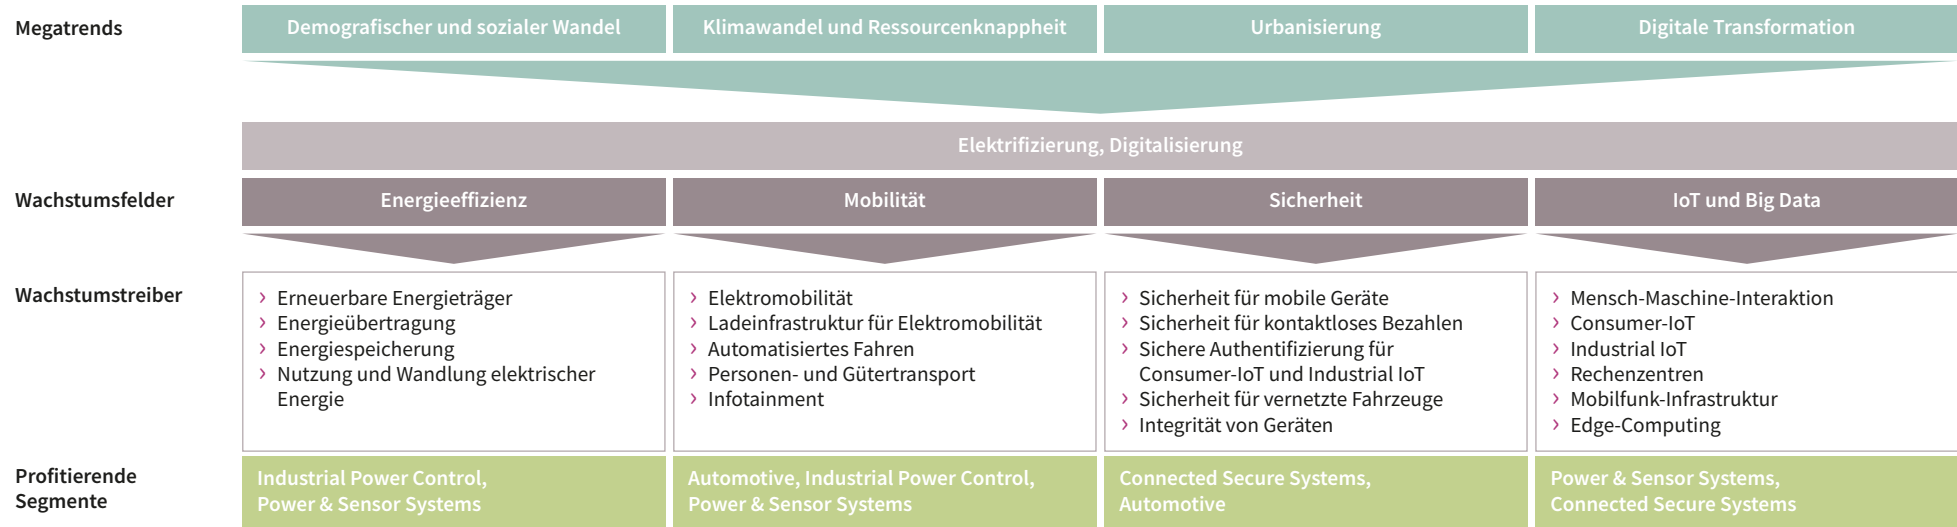 Megatrends
Demografischer und sozialer Wandel
Klimawandel und Ressourcenknappheit
Urbanisierung
Digitale Transformation
Elektrifizierung, Digitalisierung
Wachstumsfelder
Energieeffizienz
Mobilität
Sicherheit
IoT und Big Data
Wachstumstreiber
› Erneuerbare Energieträger
› Energieübertragung
› Energiespeicherung
› Nutzung und Wandlung elektrischer
Energie
› Elektromobilität
› Ladeinfrastruktur für Elektromobilität
› Automatisiertes Fahren
› Personen- und Gütertransport
› Infotainment
› Sicherheit für mobile Geräte
› Sicherheit für kontaktloses Bezahlen
› Sichere Authentifizierung für
Consumer-IoT und Industrial IoT
› Sicherheit für vernetzte Fahrzeuge
› Integrität von Geräten
› Mensch-Maschine-Interaktion
› Consumer-IoT
› Industrial IoT
› Rechenzentren
› Mobilfunk-Infrastruktur
› Edge-Computing
Profitierende
Segmente
Industrial Power Control,
Power & Sensor Systems
Automotive, Industrial Power Control,
Power & Sensor Systems
Connected Secure Systems,
Automotive
Power & Sensor Systems,
Connected Secure Systems